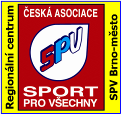 Regionální centrum
ČESKÁ ASOCIACE
SPV
SPORT
PRO VŠECHNY
SPV Brno-město